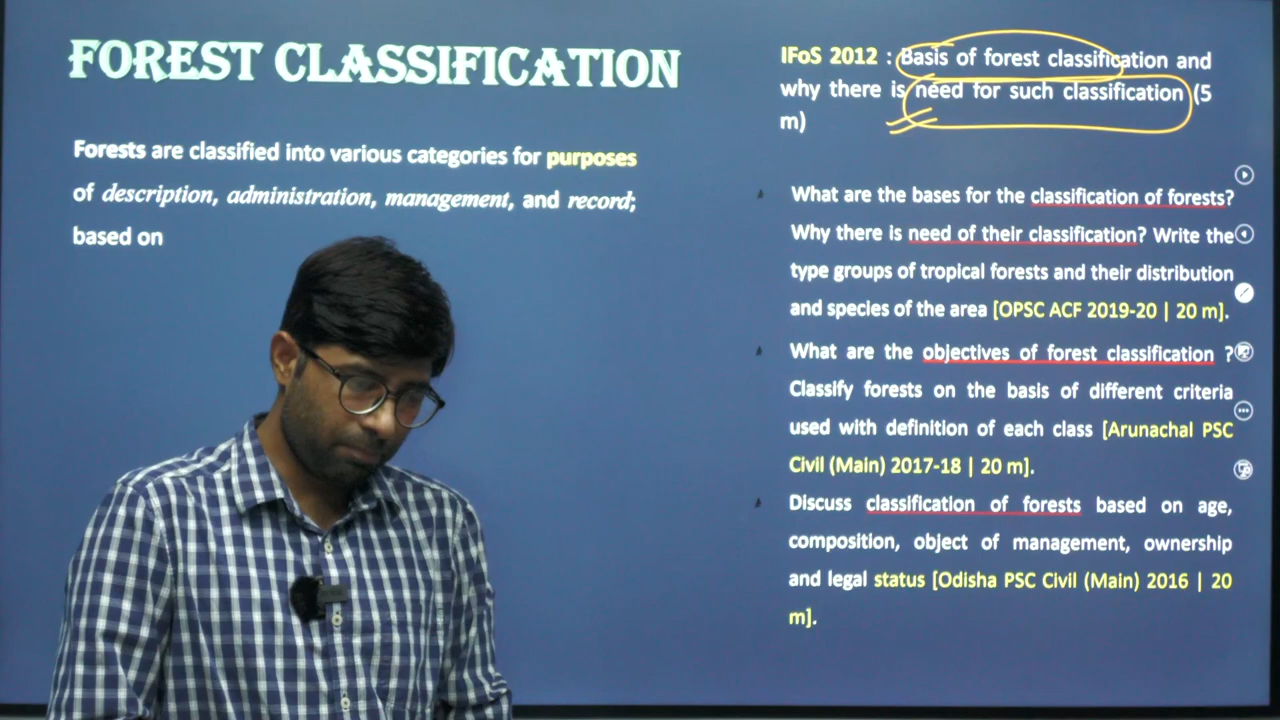 FOREST CLASSIFICATION
Forests are classified into various categories for purposes
of description, administration, management, and record;
based on
IFoS 2012 : Basis of forest classification and
why there is need for such classification (5
m)
What are the bases for the classification of forests?
Why there is need of their classification? Write the
type groups of tropical forests and their distribution
and species of the area [OPSC ACF 2019-20 | 20 m].
What are the objectives of forest classification ?
Classify forests on the basis of different criteria
used with definition of each class [Arunachal PSC
Civil (Main) 2017-18 | 20 m].
Discuss classification of forests based on age,
composition, object of management, ownership
and legal status [Odisha PSC Civil (Main) 2016 | 20
m].